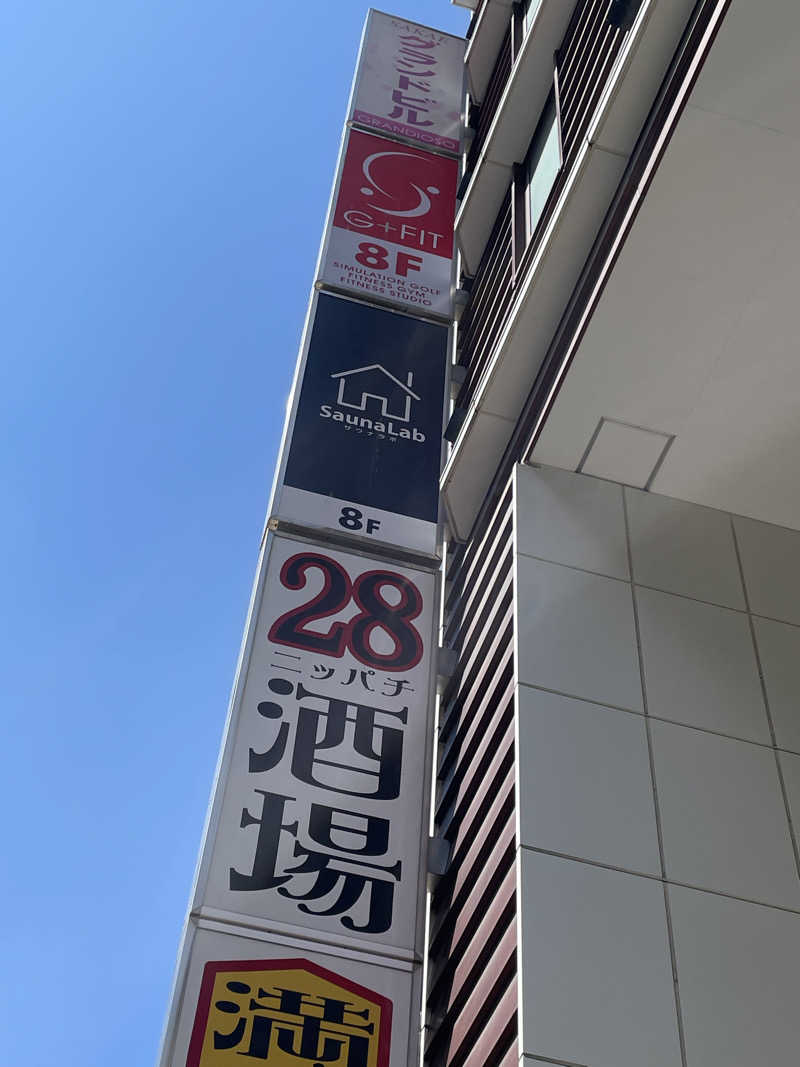 SAKAE
グランドビル
GRANDIOSO
G+FIT
8F
SIMULATION GOLF
FITNESS GYM
FITNESS STUDIO
SaunaLab
サウナラボ
8F
28
ニッパチ
酒場
満